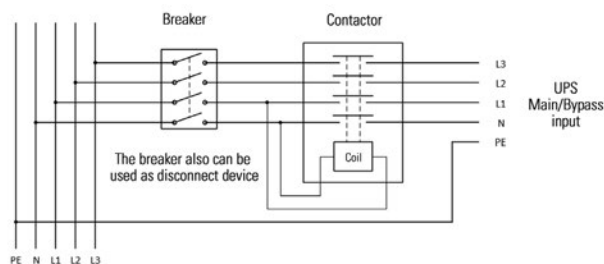 Breaker
Contactor
L3
L2
L1
N
PE
UPS
Main/Bypass
input
Coil
The breaker also can be
used as disconnect device
PE N L1 L2 L3